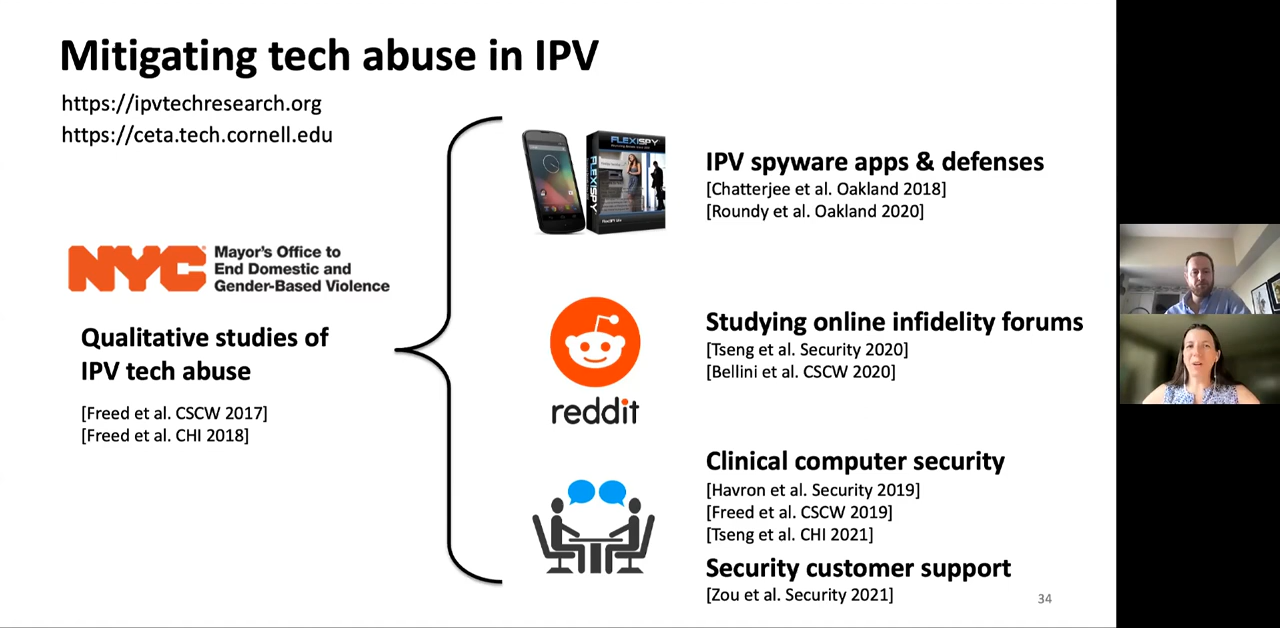 Mitigating tech abuse in IPV
https://ipvtechresearch.org
https://ceta.tech.cornell.edu
NYC
Mayor's Office to
End Domestic and
Gender-Based Violence
Qualitative studies of
IPV tech abuse
[Freed et al. CSCW 2017]
[Freed et al. CHI 2018]
FLEXISPY
FLEXISPY
IPV spyware apps & defenses
[Chatterjee et al. Oakland 2018]
[Roundy et al. Oakland 2020]
reddit
Studying online infidelity forums
[Tseng et al. Security 2020]
[Bellini et al. CSCW 2020]
Clinical computer security
[Havron et al. Security 2019]
[Freed et al. CSCW 2019]
[Tseng et al. CHI 2021]
Security customer support
[Zou et al. Security 2021]
34